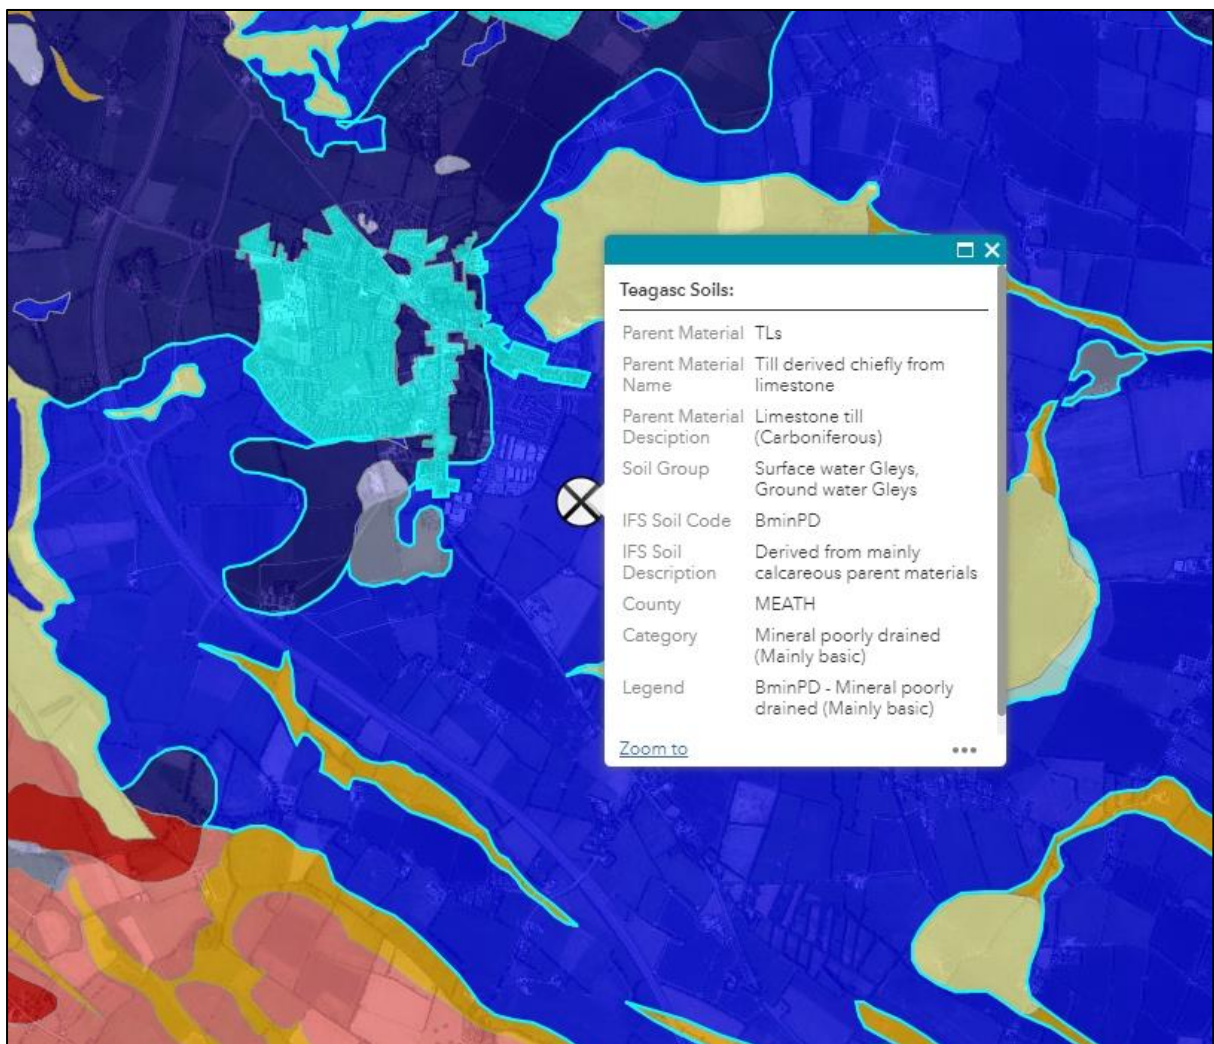 Teagasc Soils:
Parent Material TLs
Parent Material Name Till derived chiefly from
limestone
Parent Material Desciption Limestone till
(Carboniferous)
Soil Group Surface water Gleys,
Ground water Gleys
IFS Soil Code BminPD
IFS Soil Description Derived from mainly
calcareous parent materials
County MEATH
Category Mineral poorly drained
(Mainly basic)
Legend BminPD - Mineral poorly
drained (Mainly basic)
Zoom to